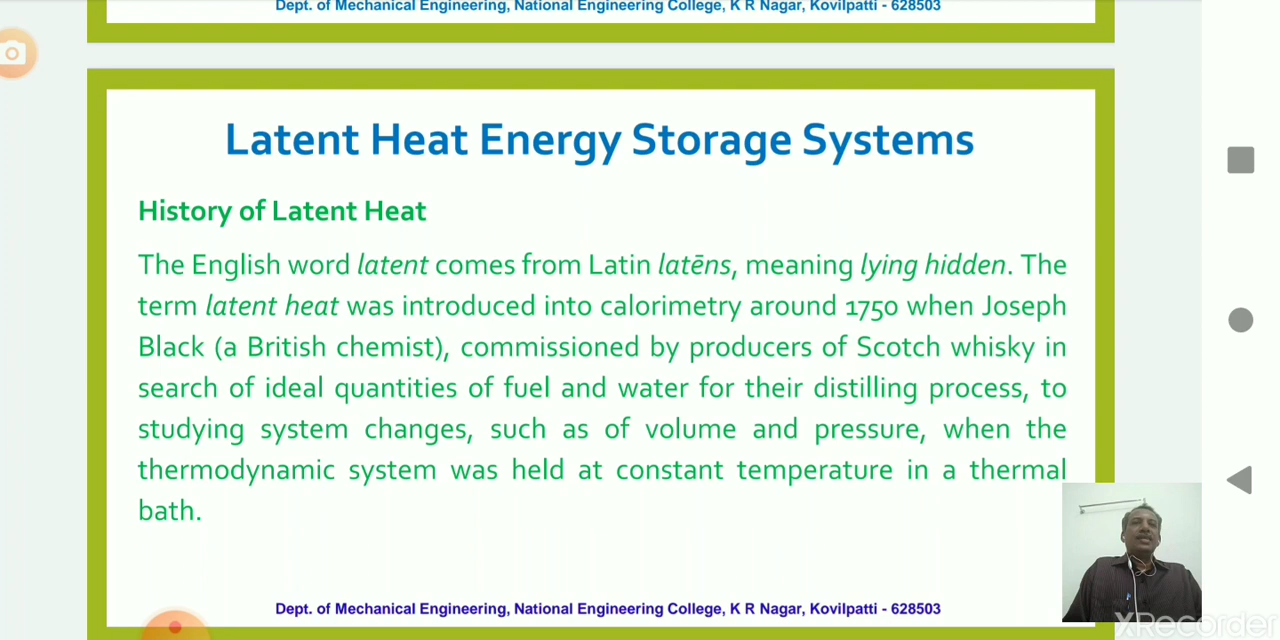 Dept. of Mechanical Engineering, National Engineering College, K R Nagar, Kovilpatti - 628503
Latent Heat Energy Storage Systems
History of Latent Heat
The English word latent comes from Latin latēns, meaning lying hidden. The
term latent heat was introduced into calorimetry around 1750 when Joseph
Black (a British chemist), commissioned by producers of Scotch whisky in
search of ideal quantities of fuel and water for their distilling process, to
studying system changes, such as of volume and pressure, when the
thermodynamic system was held at constant temperature in a thermal
bath.
Dept. of Mechanical Engineering, National Engineering College, K R Nagar, Kovilpatti - 628503
XRecorder